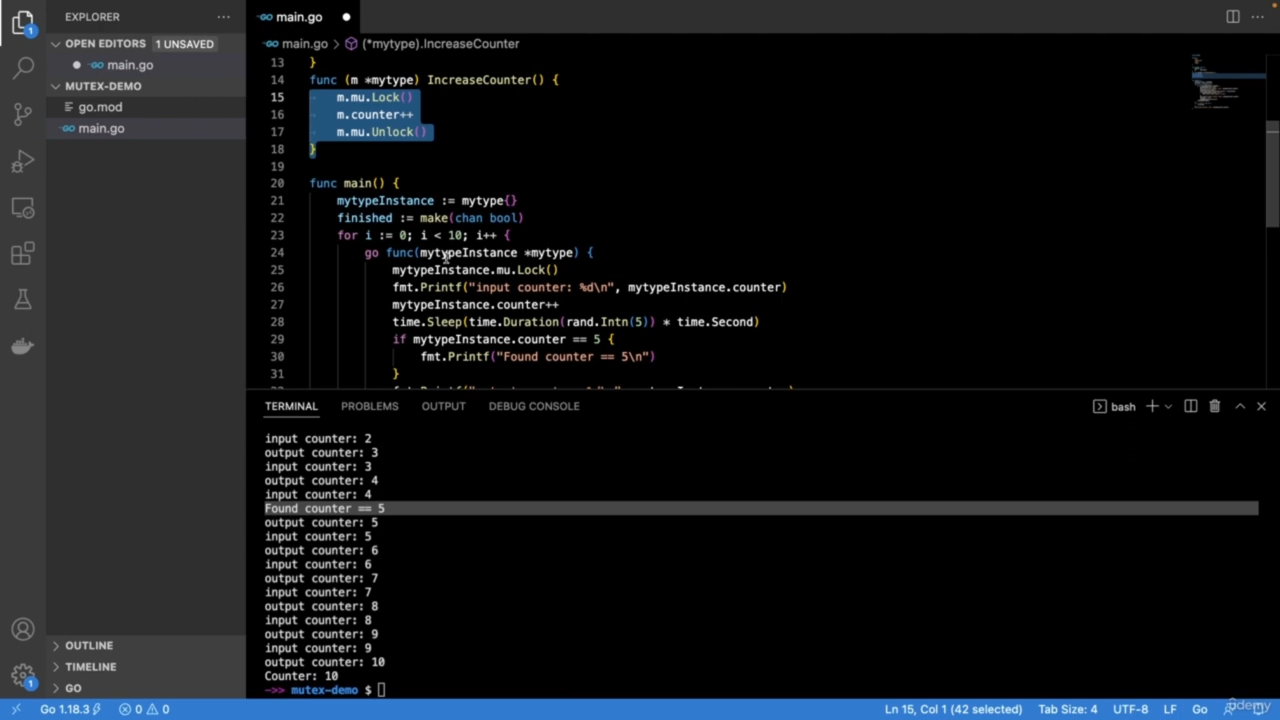 EXPLORER
OPEN EDITORS 1 UNSAVED
main.go
MUTEX-DEMO
go.mod
main.go
OUTLINE
TIMELINE
GO
main.go
main.go > (*mytype).IncreaseCounter
13 }
14 func (m *mytype) IncreaseCounter() {
15 m.mu.Lock()
16 m.counter++
17 m.mu.Unlock()
18 }
19
20 func main() {
21 mytypeInstance := mytype{}
22 finished := make(chan bool)
23 for i := 0; i < 10; i++ {
24 go func(mytypeInstance *mytype) {
25 mytypeInstance.mu.Lock()
26 fmt.Printf("input counter: %d\n", mytypeInstance.counter)
27 mytypeInstance.counter++
28 time.Sleep(time.Duration(rand.Intn(5)) * time.Second)
29 if mytypeInstance.counter == 5 {
30 fmt.Printf("Found counter == 5\n")
31 }
TERMINAL PROBLEMS OUTPUT DEBUG CONSOLE bash
input counter: 2
output counter: 3
input counter: 3
output counter: 4
input counter: 4
Found counter == 5
output counter: 5
input counter: 5
output counter: 6
input counter: 6
output counter: 7
input counter: 7
output counter: 8
input counter: 8
output counter: 9
input counter: 9
output counter: 10
Counter: 10
->> mutex-demo $
1
1
Go 1.18.3 0 0 Ln 15, Col 1 (42 selected) Tab Size: 4 UTF-8 LF Go
udemy